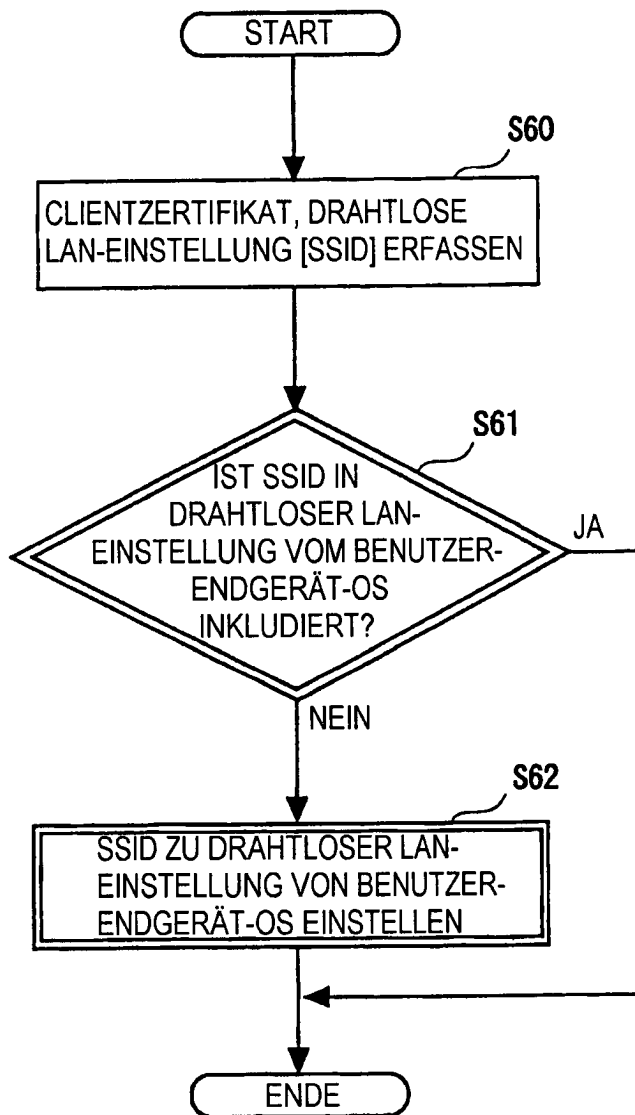 START
S60
CLIENTZERTIFIKAT, DRAHTLOSE
LAN-EINSTELLUNG [SSID] ERFASSEN
S61
IST SSID IN
DRAHTLOSER LAN-
EINSTELLUNG VOM BENUTZER-
ENDGERÄT-OS
INKLUDIERT?
JA
NEIN
S62
SSID ZU DRAHTLOSER LAN-
EINSTELLUNG VON BENUTZER-
ENDGERÄT-OS EINSTELLEN
ENDE